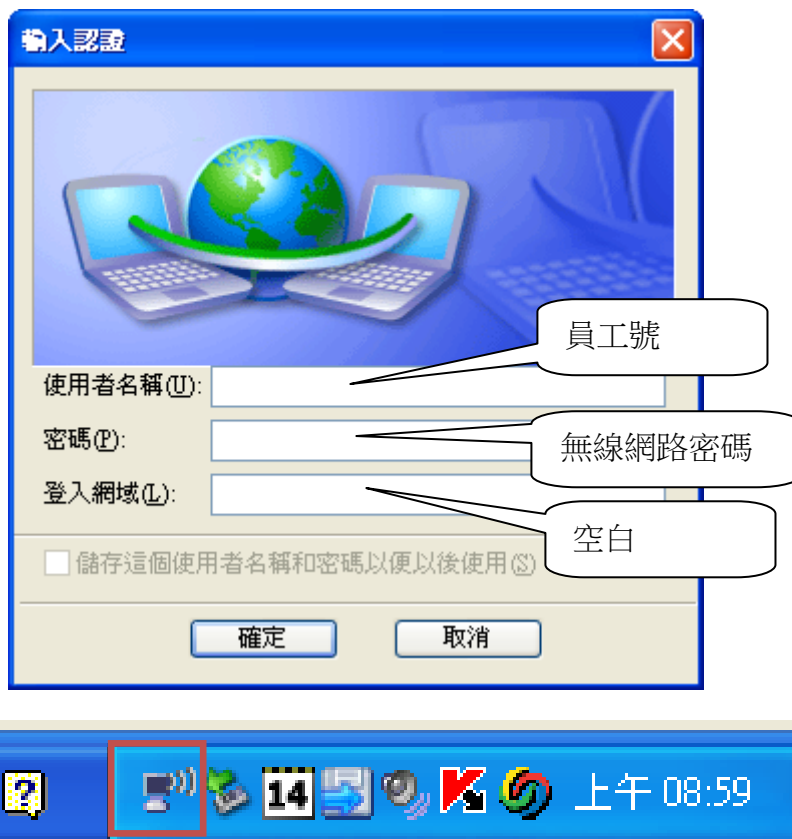 輸入認證
員工號
使用者名稱(U):
密碼(P):
無線網路密碼
登入網域(L):
空白
儲存這個使用者名稱和密碼以便以後使用(S)
確定
取消
?
14
K
上午 08:59